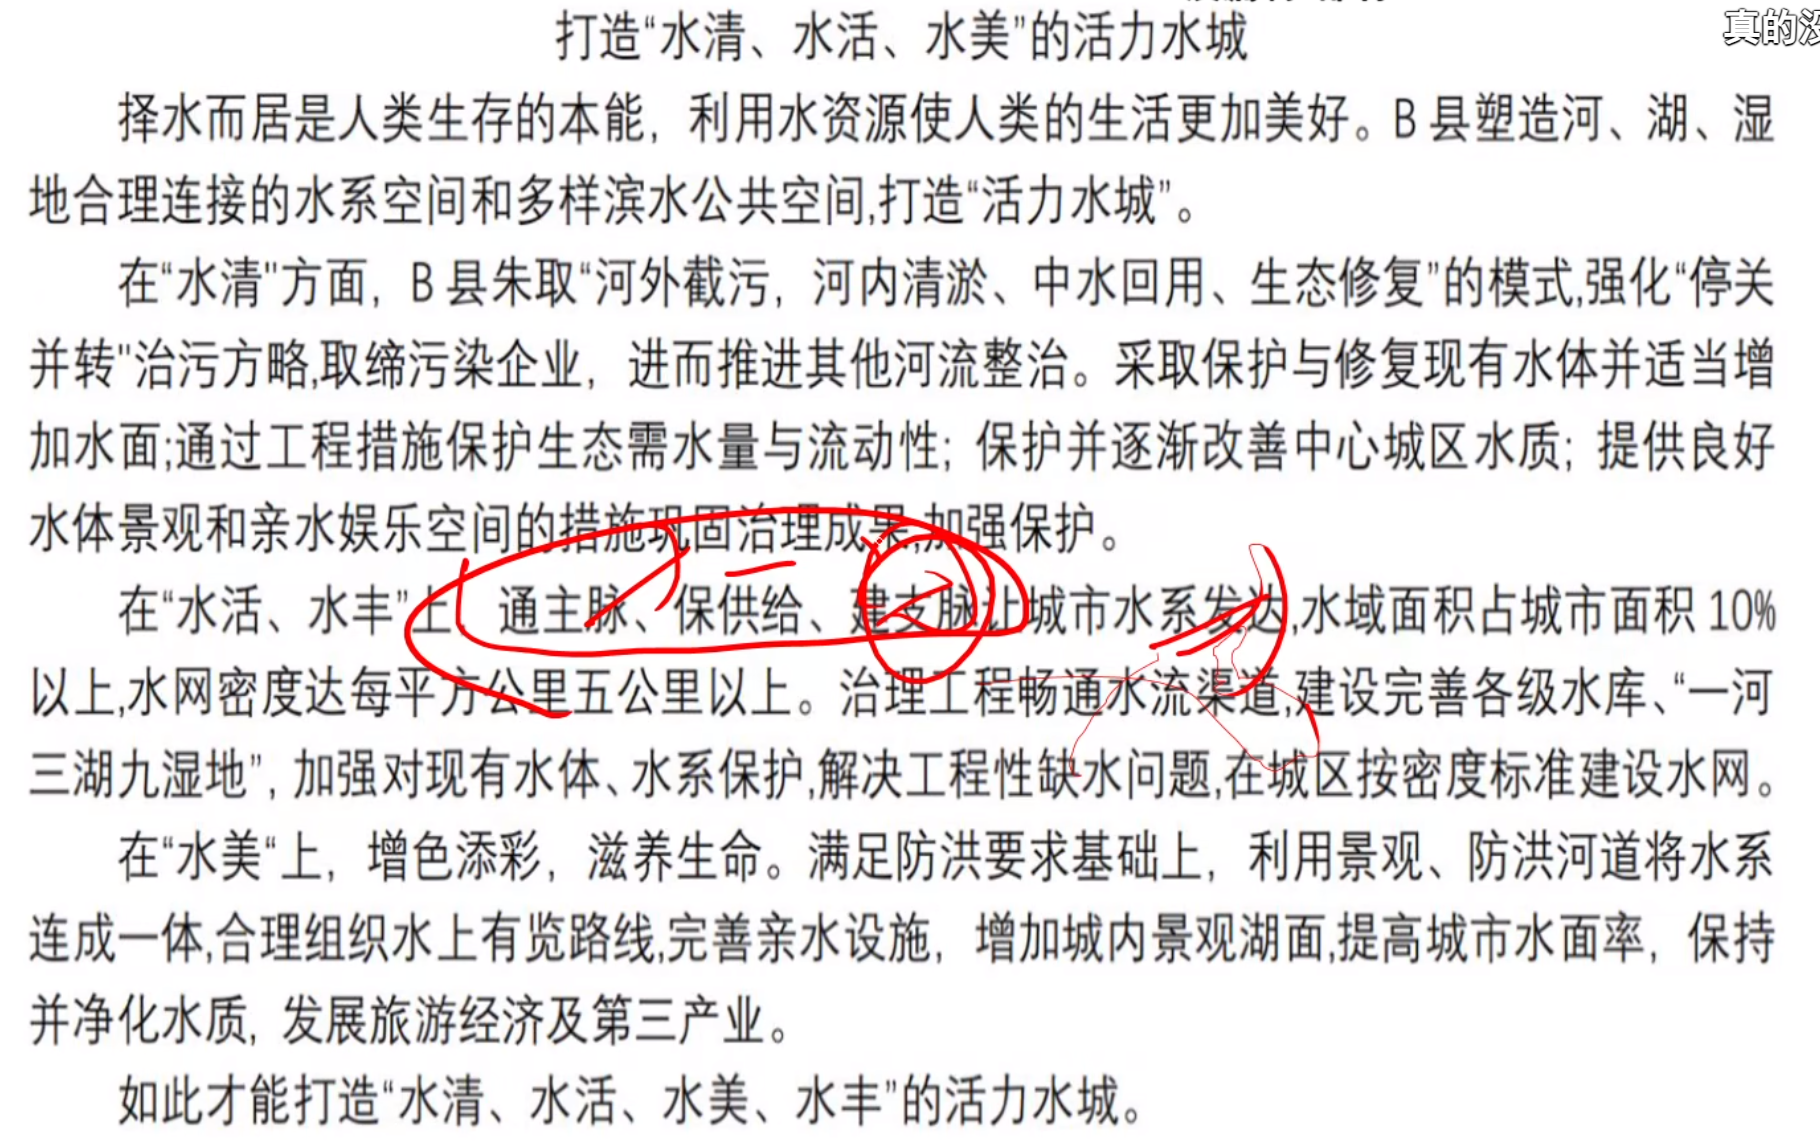 打造“水清、水活、水美”的活力水城
真的没
择水而居是人类生存的本能，利用水资源使人类的生活更加美好。B县塑造河、湖、湿
地合理连接的水系空间和多样滨水公共空间,打造“活力水城”。
在“水清"方面，B县朱取“河外截污，河内清淤、中水回用、生态修复”的模式,强化“停关
并转"治污方略,取缔污染企业，进而推进其他河流整治。采取保护与修复现有水体并适当增
加水面;通过工程措施保护生态需水量与流动性；保护并逐渐改善中心城区水质；提供良好
水体景观和亲水娱乐空间的措施巩固治理成果,加强保护。
在“水活、水丰”上 通主脉、保供给、建支脉让城市水系发达,水域面积占城市面积10%
以上,水网密度达每平方公里五公里以上。治理工程畅通水流渠道,建设完善各级水库、“一河
三湖九湿地”，加强对现有水体、水系保护,解决工程性缺水问题,在城区按密度标准建设水网。
在“水美“上，增色添彩，滋养生命。满足防洪要求基础上，利用景观、防洪河道将水系
连成一体,合理组织水上有览路线,完善亲水设施，增加城内景观湖面,提高城市水面率，保持
并净化水质，发展旅游经济及第三产业。
如此才能打造“水清、水活、水美、水丰”的活力水城。